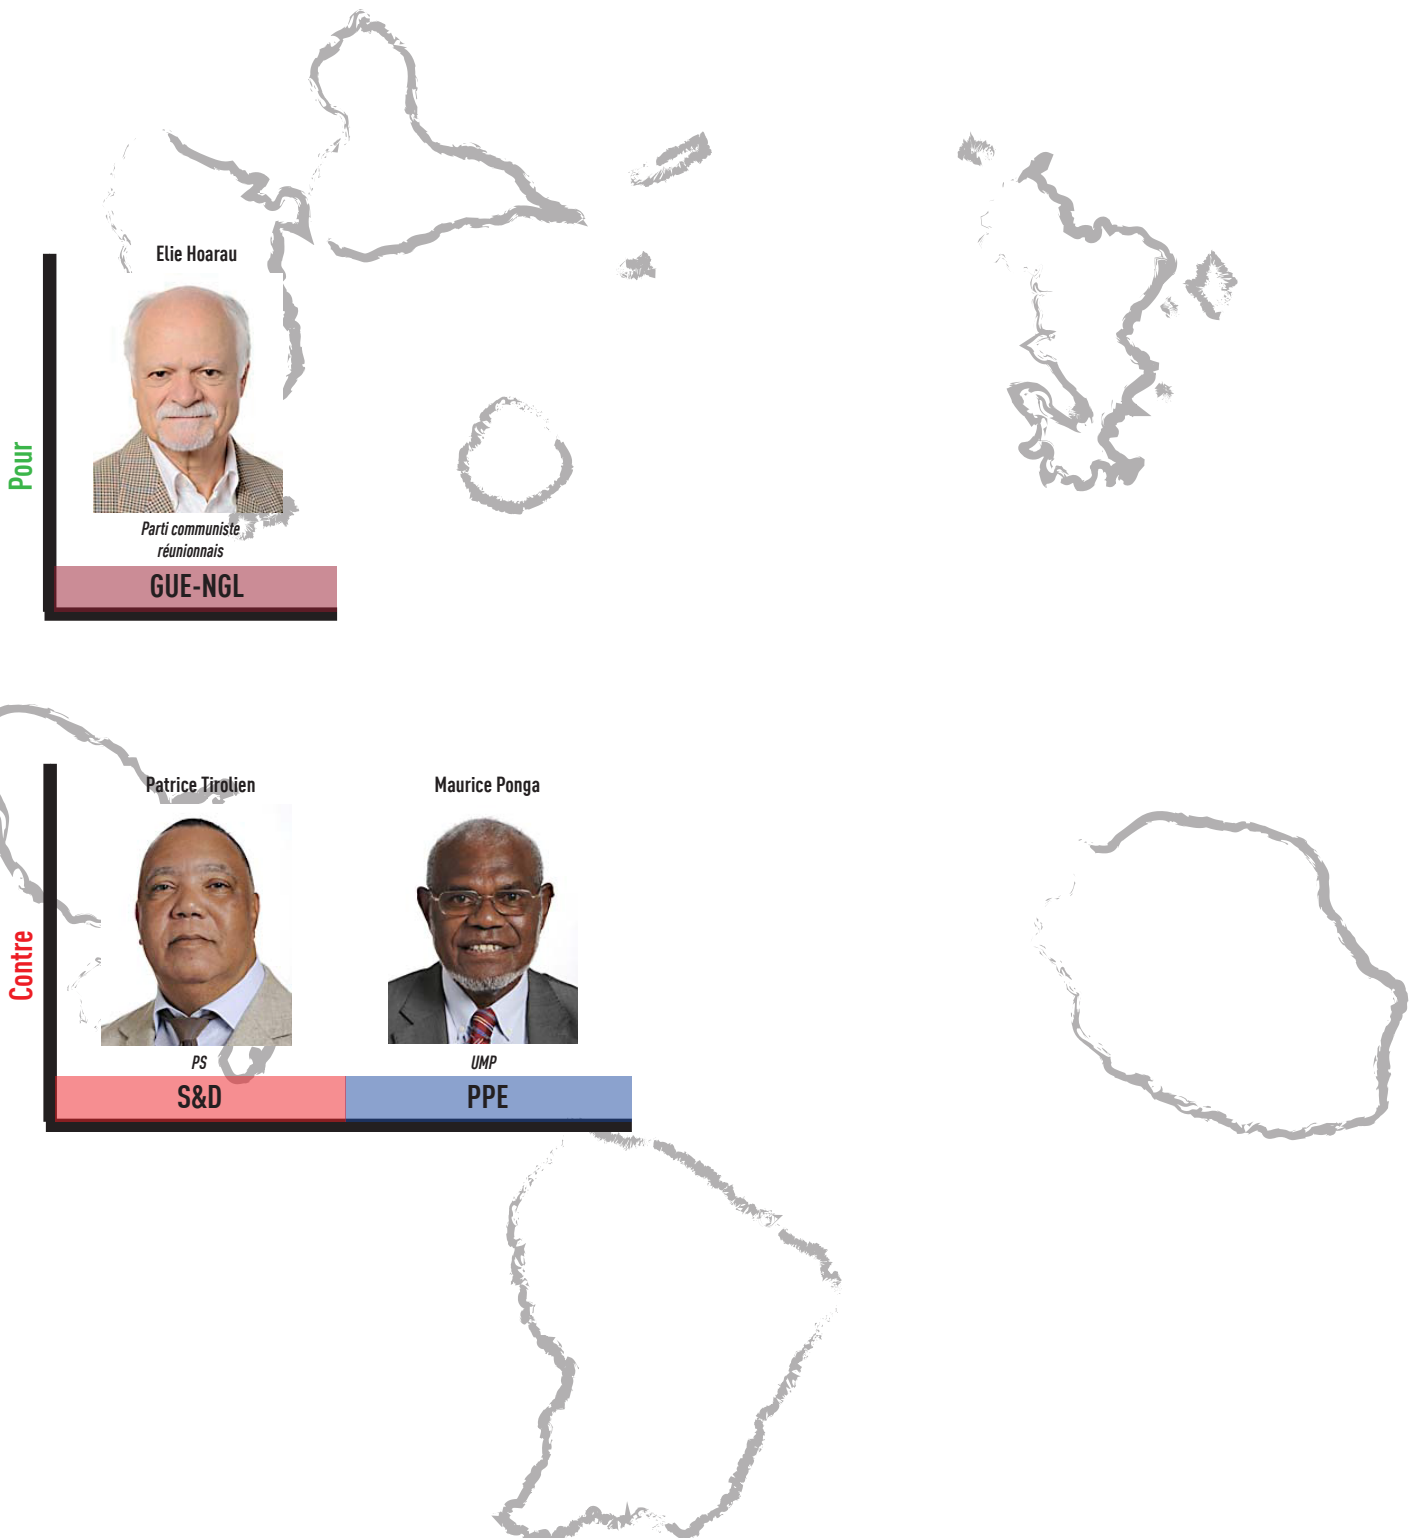 Pour
Elie Hoarau
Parti communiste
réunionnais
GUE-NGL
Contre
Patrice Tirolien
PS
S&D
Maurice Ponga
UMP
PPE